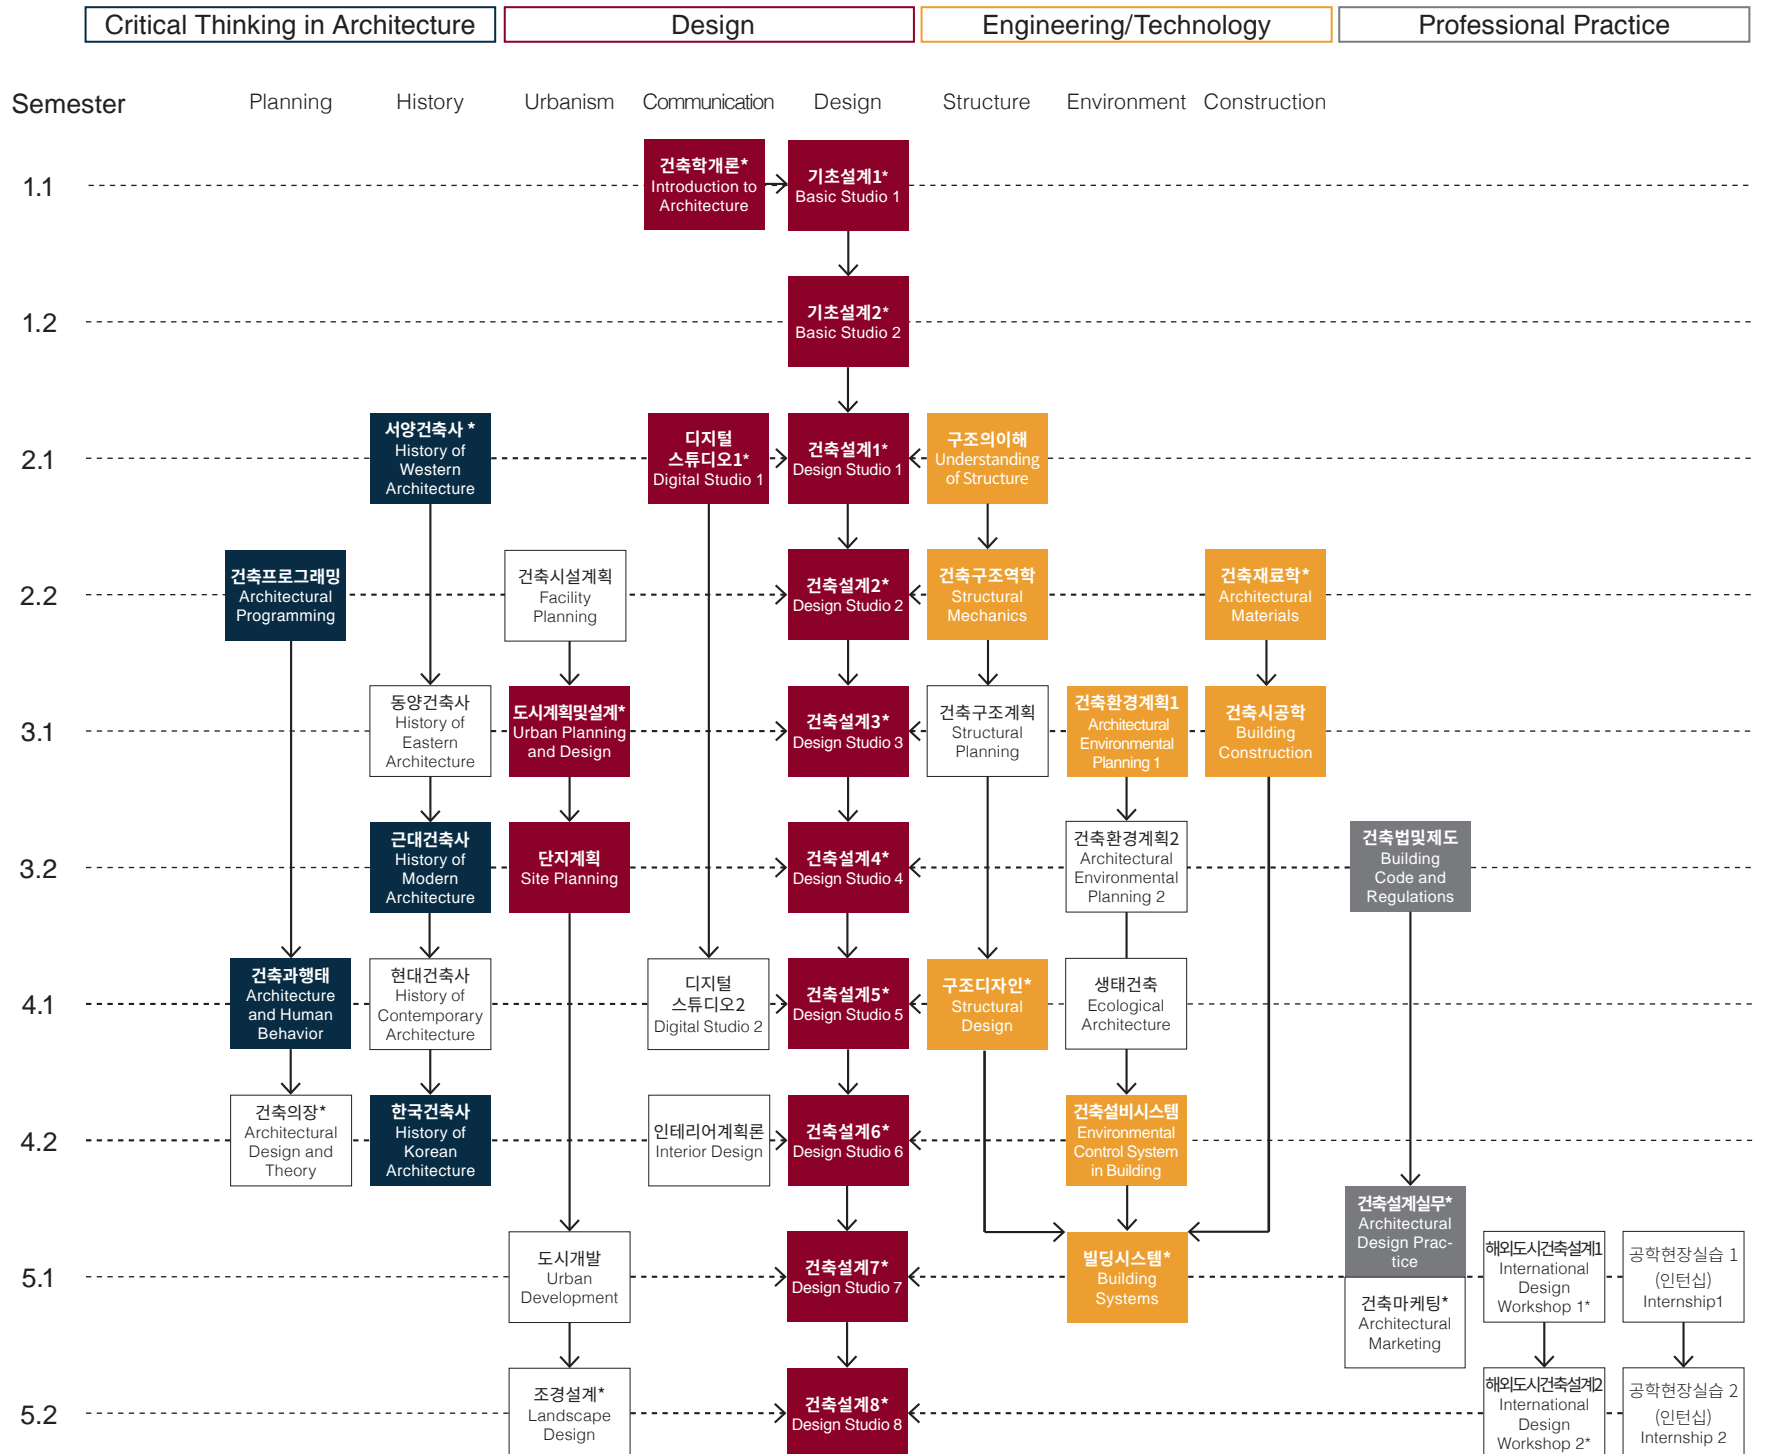 Critical Thinking in Architecture
Design
Engineering/Technology
Professional Practice
Semester
Planning
History
Urbanism
Communication
Design
Structure
Environment
Construction
1.1
건축학개론*
Introduction to
Architecture
기초설계1*
Basic Studio 1
1.2
기초설계2*
Basic Studio 2
2.1
서양건축사 *
History of
Western
Architecture
디지털
스튜디오1*
Digital Studio 1
건축설계1*
Design Studio 1
구조의이해
Understanding
of Structure
2.2
건축프로그래밍
Architectural
Programming
건축시설계획
Facility
Planning
건축설계2*
Design Studio 2
건축구조역학
Structural
Mechanics
건축재료학*
Architectural
Materials
3.1
동양건축사
History of
Eastern
Architecture
도시계획및설계*
Urban Planning
and Design
건축설계3*
Design Studio 3
건축구조계획
Structural
Planning
건축환경계획1
Architectural
Environmental
Planning 1
건축시공학
Building
Construction
3.2
근대건축사
History of
Modern
Architecture
단지계획
Site Planning
건축설계4*
Design Studio 4
건축환경계획2
Architectural
Environmental
Planning 2
건축법및제도
Building
Code and
Regulations
4.1
건축과행태
Architecture
and Human
Behavior
현대건축사
History of
Contemporary
Architecture
디지털
스튜디오2
Digital Studio 2
건축설계5*
Design Studio 5
구조디자인*
Structural
Design
생태건축
Ecological
Architecture
4.2
건축의장*
Architectural
Design and
Theory
한국건축사
History of
Korean
Architecture
인테리어계획론
Interior Design
건축설계6*
Design Studio 6
건축설비시스템
Environmental
Control System
in Building
5.1
도시개발
Urban
Development
건축설계7*
Design Studio 7
빌딩시스템*
Building
Systems
건축설계실무*
Architectural
Design Prac-
tice
건축마케팅*
Architectural
Marketing
해외도시건축설계1
International
Design
Workshop 1*
공학현장실습 1
(인턴십)
Internship1
5.2
조경설계*
Landscape
Design
건축설계8*
Design Studio 8
해외도시건축설계2
International
Design
Workshop 2*
공학현장실습 2
(인턴십)
Internship 2